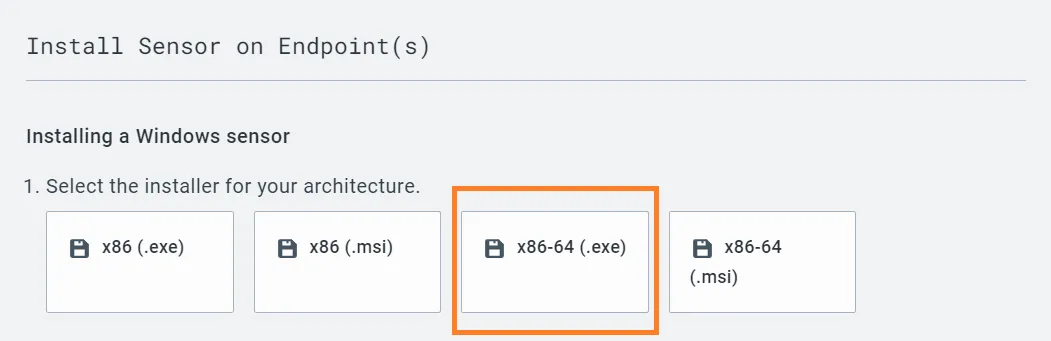 Install Sensor on Endpoint(s)
Installing a Windows sensor
1. Select the installer for your architecture.
x86 (.exe)
x86 (.msi)
x86-64 (.exe)
x86-64
(.msi)